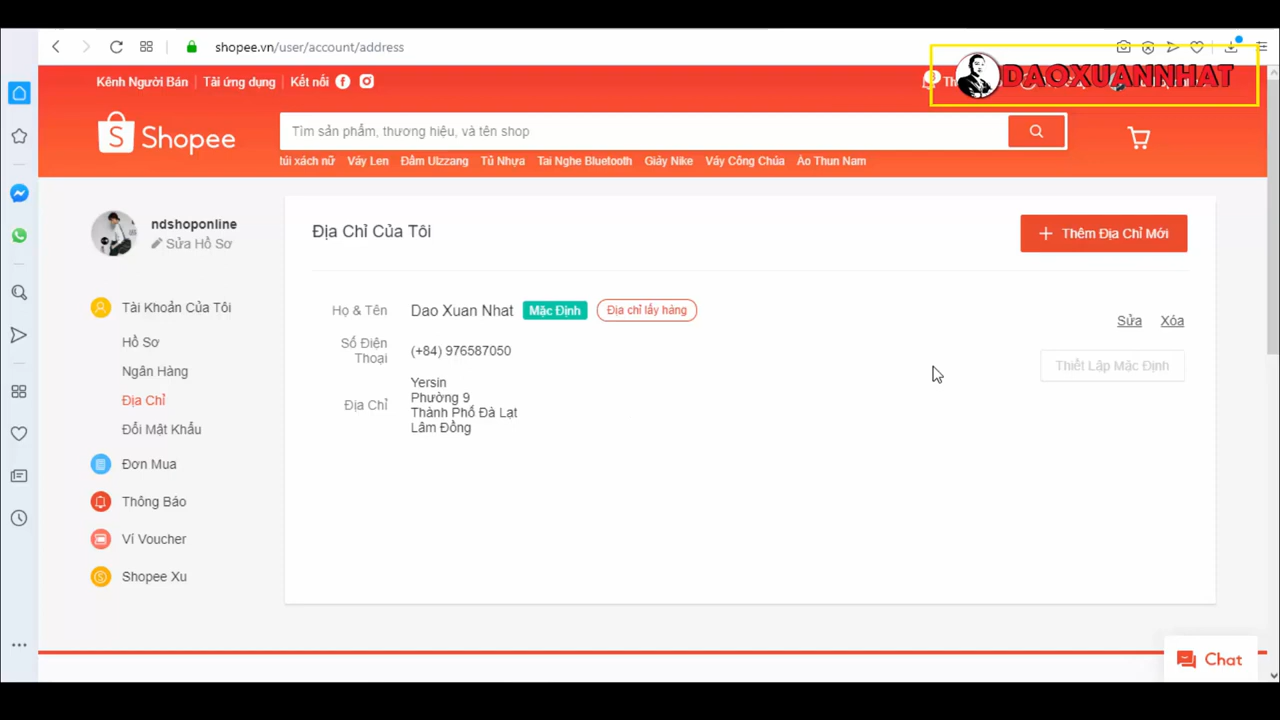 shopee.vn/user/account/address
Kênh Người Bán
Tải ứng dụng
Kết nối
DAOXUANNHAT
Shopee
Tìm sản phẩm, thương hiệu, và tên shop
túi xách nữ Váy Len Đầm Ulzzang Tủ Nhựa Tai Nghe Bluetooth Giày Nike Váy Công Chúa Áo Thun Nam
ndshoponline
Sửa Hồ Sơ
Tài Khoản Của Tôi
Hồ Sơ
Ngân Hàng
Địa Chỉ
Đổi Mật Khẩu
Đơn Mua
Thông Báo
Ví Voucher
Shopee Xu
Địa Chỉ Của Tôi
Thêm Địa Chỉ Mới
Họ & Tên Dao Xuan Nhat Mặc Định Địa chỉ lấy hàng
Số Điện
Thoại
(+84) 976587050
Địa Chỉ
Yersin
Phường 9
Thành Phố Đà Lạt
Lâm Đồng
Sửa Xóa
Thiết Lập Mặc Định
Chat